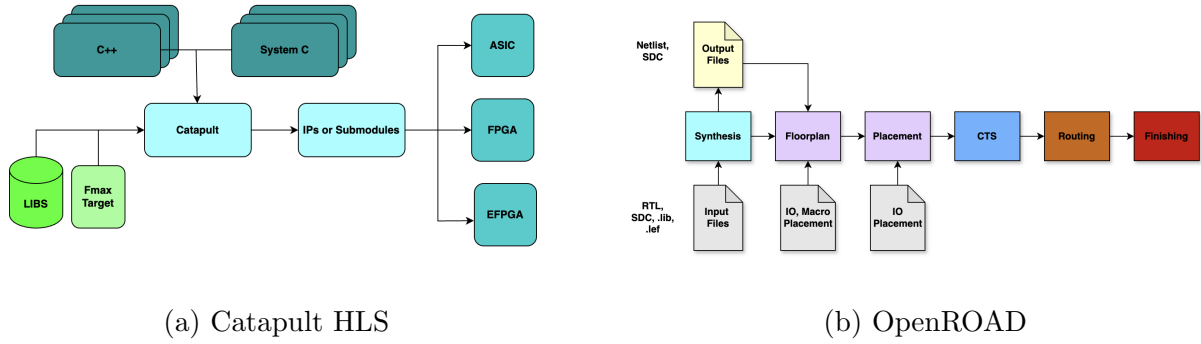 C++
System C
Catapult
IPs or Submodules
ASIC
FPGA
EFPGA
LIBS
Fmax
Target
(a) Catapult HLS
Netlist,
SDC
Output
Files
Synthesis
Floorplan
Placement
CTS
Routing
Finishing
RTL,
SDC, .lib,
.lef
Input
Files
IO, Macro
Placement
IO
Placement
(b) OpenROAD